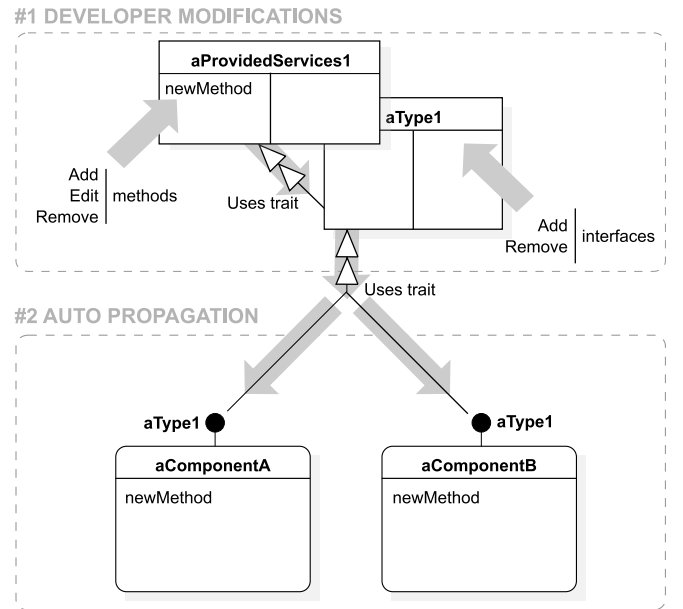 #1 DEVELOPER MODIFICATIONS
aProvidedServices1
newMethod
aType1
Add
Edit
Remove
methods
Uses trait
Add
Remove
interfaces
Uses trait
#2 AUTO PROPAGATION
aType1
aType1
aComponentA
aComponentB
newMethod
newMethod